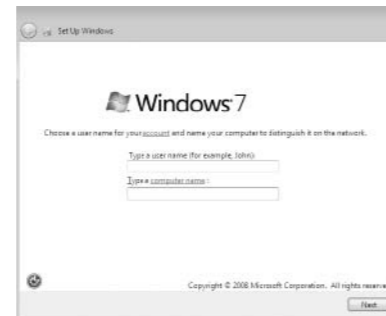 Set Up Windows
Windows 7
Choose a user name for your account and name your computer to distinguish it on the network.
Type a user name (for example, John):
Type a computer name :
Copyright © 2008 Microsoft Corporation. All rights reserve
Next